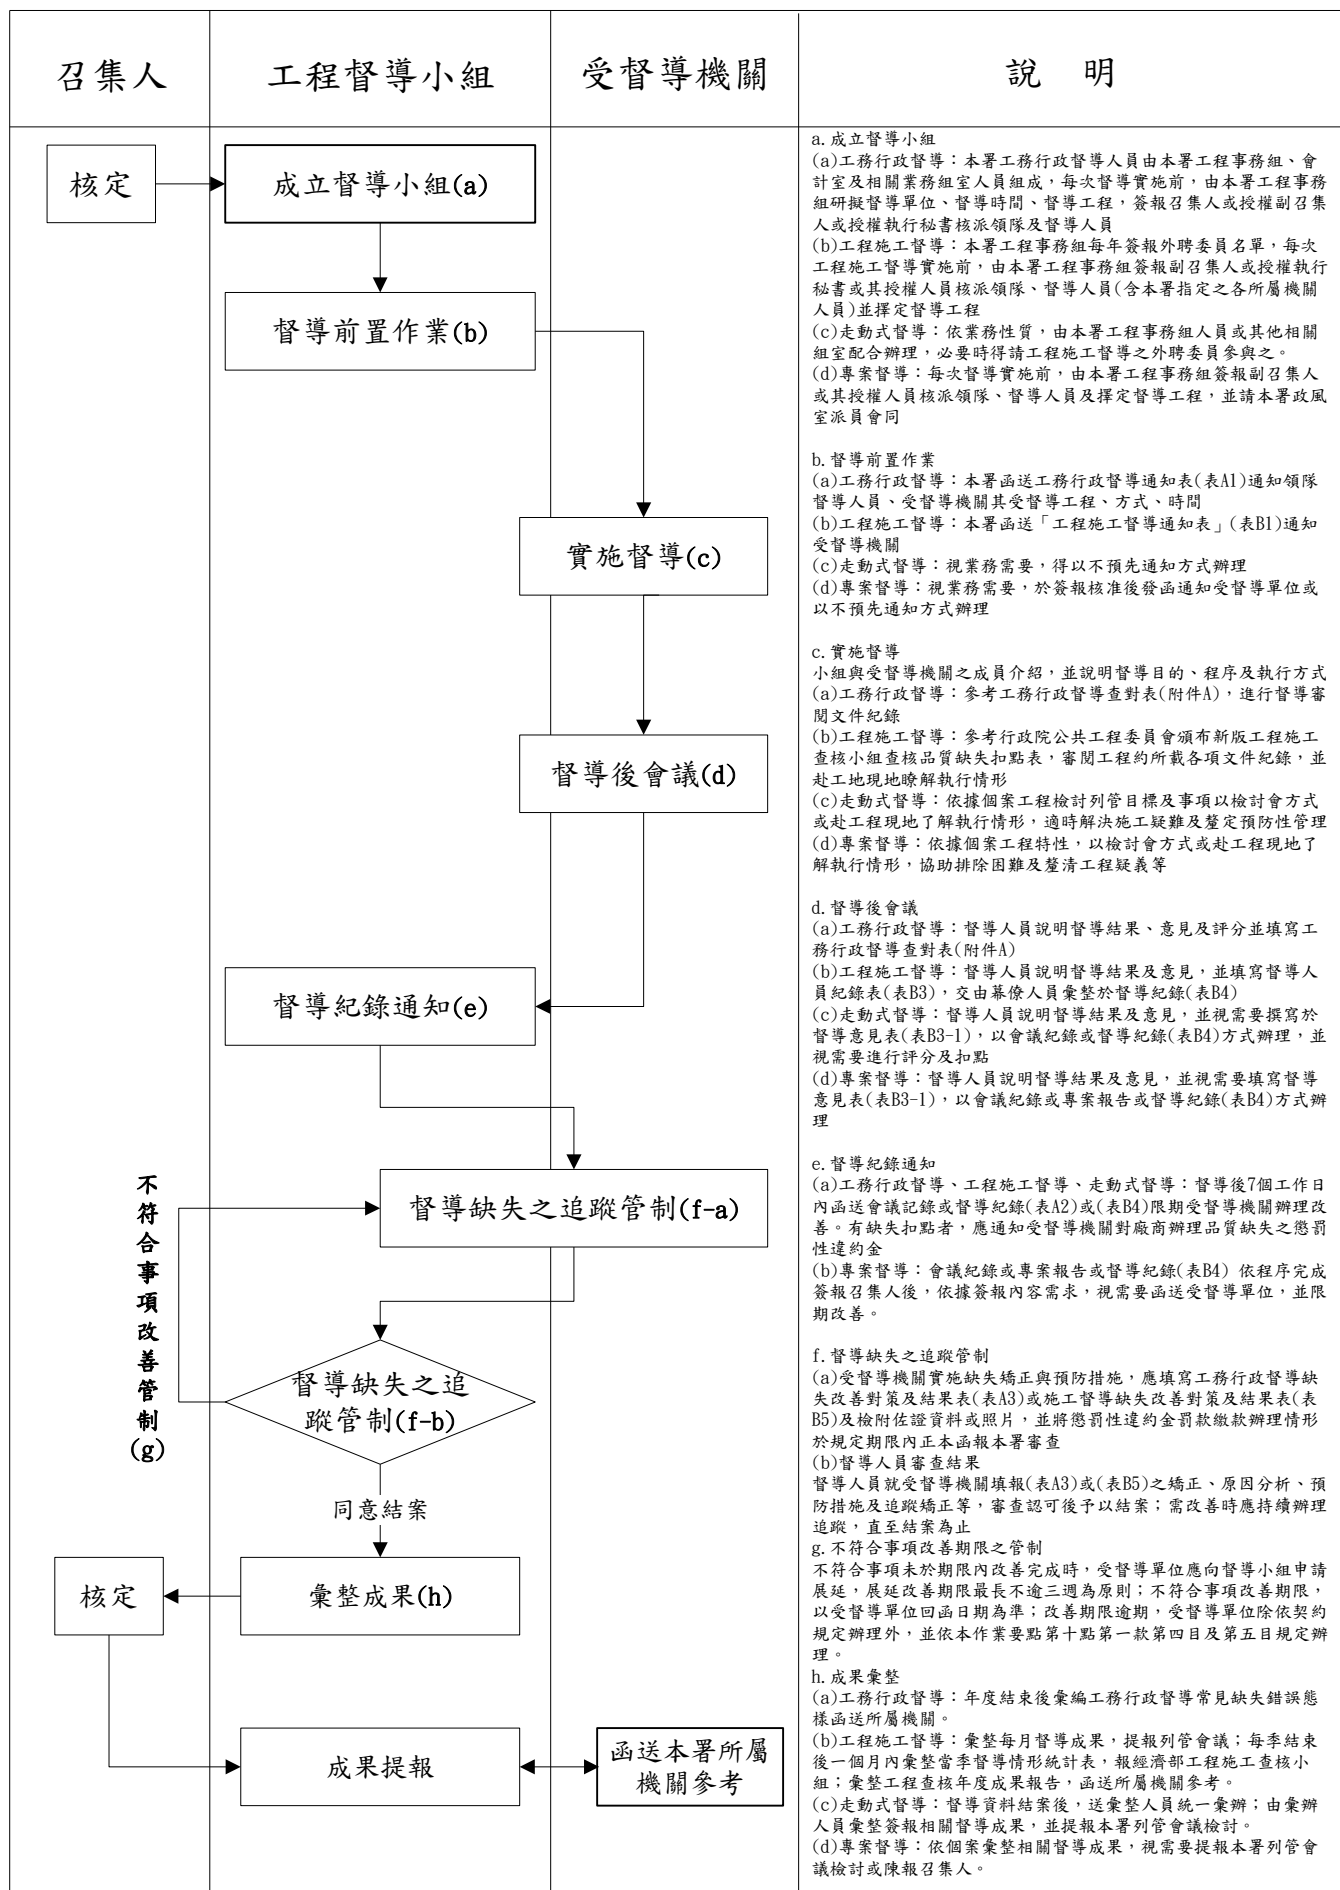 召集人
工程督導小組
受督導機關
說　明
核定
成立督導小組(a)
督導前置作業(b)
實施督導(c)
督導後會議(d)
督導紀錄通知(e)
督導缺失之追蹤管制(f-a)
不符合事項改善管制(g)
督導缺失之追
蹤管制(f-b)
同意結案
核定
彙整成果(h)
成果提報
函送本署所屬
機關參考
a.成立督導小組
(a)工務行政督導：本署工務行政督導人員由本署工程事務組、會
計室及相關業務組室人員組成，每次督導實施前，由本署工程事務
組研擬督導單位、督導時間、督導工程，簽報召集人或授權副召集
人或授權執行秘書核派領隊及督導人員
(b)工程施工督導：本署工程事務組每年簽報外聘委員名單，每次
工程施工督導實施前，由本署工程事務組簽報副召集人或授權執行
秘書或其授權人員核派領隊、督導人員(含本署指定之各所屬機關
人員)並擇定督導工程
(c)走動式督導：依業務性質，由本署工程事務組人員或其他相關
組室配合辦理，必要時得請工程施工督導之外聘委員參與之。
(d)專案督導：每次督導實施前，由本署工程事務組簽報副召集人
或其授權人員核派領隊、督導人員及擇定督導工程，並請本署政風
室派員會同
b.督導前置作業
(a)工務行政督導：本署函送工務行政督導通知表(表A1)通知領隊
督導人員、受督導機關其受督導工程、方式、時間
(b)工程施工督導：本署函送「工程施工督導通知表」(表B1)通知
受督導機關
(c)走動式督導：視業務需要，得以不預先通知方式辦理
(d)專案督導：視業務需要，於簽報核准後發函通知受督導單位或
以不預先通知方式辦理
c.實施督導
小組與受督導機關之成員介紹，並說明督導目的、程序及執行方式
(a)工務行政督導：參考工務行政督導查對表(附件A)，進行督導審
閱文件紀錄
(b)工程施工督導：參考行政院公共工程委員會頒布新版工程施工
查核小組查核品質缺失扣點表，審閱工程約所載各項文件紀錄，並
赴工地現地瞭解執行情形
(c)走動式督導：依據個案工程檢討列管目標及事項以檢討會方式
或赴工程現地了解執行情形，適時解決施工疑難及釐定預防性管理
(d)專案督導：依據個案工程特性，以檢討會方式或赴工程現地了
解執行情形，協助排除困難及釐清工程疑義等
d.督導後會議
(a)工務行政督導：督導人員說明督導結果、意見及評分並填寫工
務行政督導查對表(附件A)
(b)工程施工督導：督導人員說明督導結果及意見，並填寫督導人
員紀錄表(表B3)，交由幕僚人員彙整於督導紀錄(表B4)
(c)走動式督導：督導人員說明督導結果及意見，並視需要撰寫於
督導意見表(表B3-1)，以會議紀錄或督導紀錄(表B4)方式辦理，並
視需要進行評分及扣點
(d)專案督導：督導人員說明督導結果及意見，並視需要填寫督導
意見表(表B3-1)，以會議紀錄或專案報告或督導紀錄(表B4)方式辦
理
e.督導紀錄通知
(a)工務行政督導、工程施工督導、走動式督導：督導後7個工作日
內函送會議記錄或督導紀錄(表A2)或(表B4)限期受督導機關辦理改
善。有缺失扣點者，應通知受督導機關對廠商辦理品質缺失之懲罰
性違約金
(b)專案督導：會議紀錄或專案報告或督導紀錄(表B4) 依程序完成
簽報召集人後，依據簽報內容需求，視需要函送受督導單位，並限
期改善。
f.督導缺失之追蹤管制
(a)受督導機關實施缺失矯正與預防措施，應填寫工務行政督導缺
失改善對策及結果表(表A3)或施工督導缺失改善對策及結果表(表
B5)及檢附佐證資料或照片，並將懲罰性違約金罰款繳款辦理情形
於規定期限內正本函報本署審查
(b)督導人員審查結果
督導人員就受督導機關填報(表A3)或(表B5)之矯正、原因分析、預
防措施及追蹤矯正等，審查認可後予以結案；需改善時應持續辦理
追蹤，直至結案為止
g.不符合事項改善期限之管制
不符合事項未於期限內改善完成時，受督導單位應向督導小組申請
展延，展延改善期限最長不逾三週為原則；不符合事項改善期限，
以受督導單位回函日期為準；改善期限逾期，受督導單位除依契約
規定辦理外，並依本作業要點第十點第一款第四目及第五目規定辦
理。
h.成果彙整
(a)工務行政督導：年度結束後彙編工務行政督導常見缺失錯誤態
樣函送所屬機關。
(b)工程施工督導：彙整每月督導成果，提報列管會議；每季結束
後一個月內彙整當季督導情形統計表，報經濟部工程施工查核小
組；彙整工程查核年度成果報告，函送所屬機關參考。
(c)走動式督導：督導資料結案後，送彙整人員統一彙辦；由彙辦
人員彙整簽報相關督導成果，並提報本署列管會議檢討。
(d)專案督導：依個案彙整相關督導成果，視需要提報本署列管會
議檢討或陳報召集人。